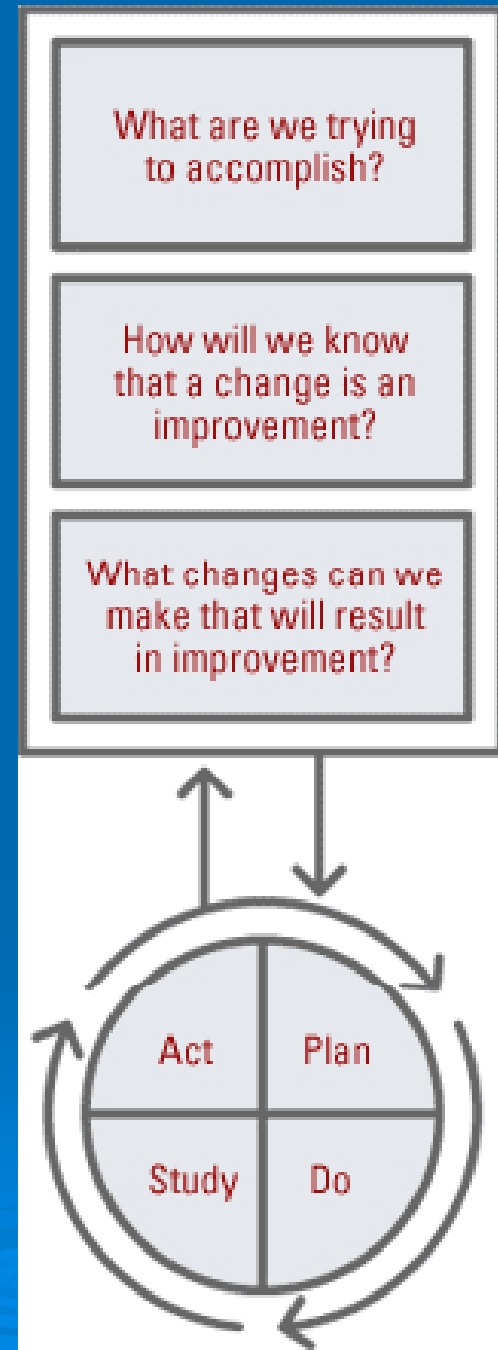 What are we trying
to accomplish?
How will we know
that a change is an
improvement?
What changes can we
make that will result
in improvement?
Act
Plan
Study
Do